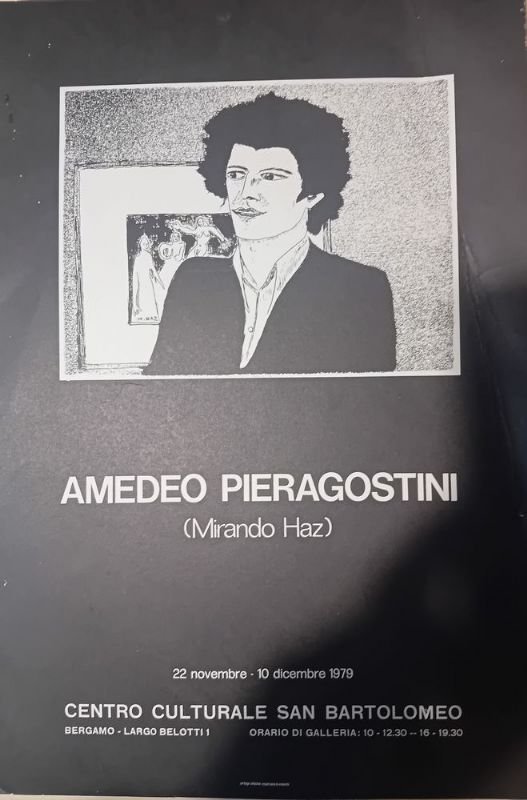 M. HAZ
AMEDEO PIERAGOSTINI
(Mirando Haz)
22 novembre - 10 dicembre 1979
CENTRO CULTURALE SAN BARTOLOMEO
BERGAMO - LARGO BELOTTI 1 ORARIO DI GALLERIA: 10 - 12.30 -- 16 - 19.30